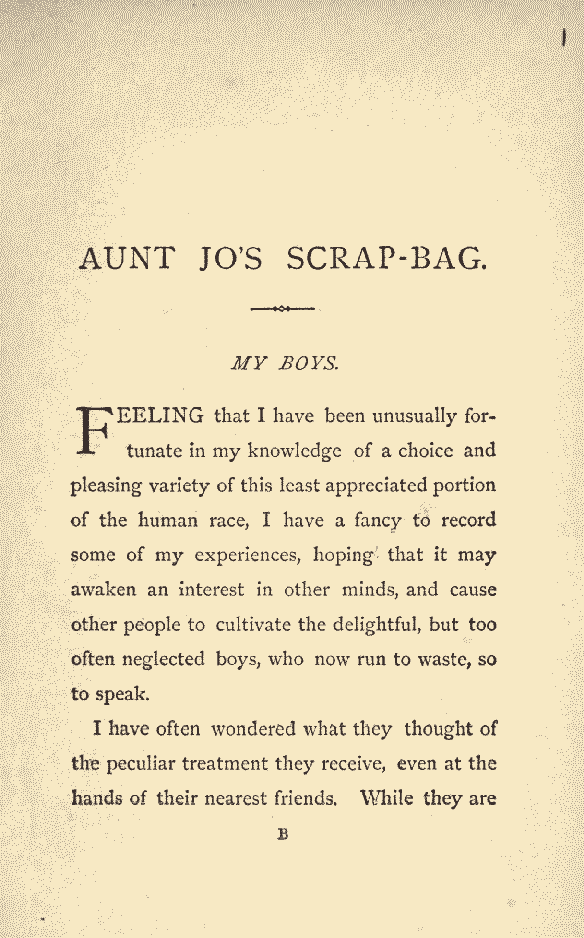 AUNT JO'S SCRAP-BAG.
MY BOYS.
FEELING that I have been unusually for-
tunate in my knowledge of a choice and
pleasing variety of this least appreciated portion
of the human race, I have a fancy to record
some of my experiences, hoping that it may
awaken an interest in other minds, and cause
other people to cultivate the delightful, but too
often neglected boys, who now run to waste, so
to speak.
I have often wondered what they thought of
the peculiar treatment they receive, even at the
hands of their nearest friends. While they are
B